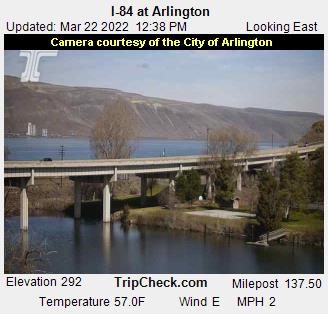 I-84 at Arlington
Updated: Mar 22 2022 12:38 PM Looking East
Camera courtesy of the City of Arlington
Elevation 292 TripCheck.com Milepost 137.50
Temperature 57.0F Wind E MPH 2